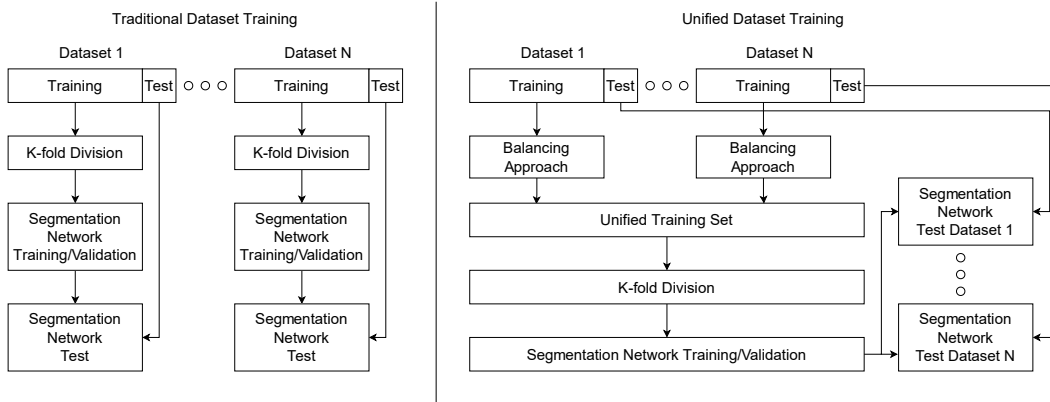 Traditional Dataset Training
Dataset 1
Dataset N
Training
Test
Training
Test
K-fold Division
K-fold Division
Segmentation
Network
Training/Validation
Segmentation
Network
Training/Validation
Segmentation
Network
Test
Segmentation
Network
Test
Unified Dataset Training
Dataset 1
Dataset N
Training
Test
Training
Test
Balancing
Approach
Balancing
Approach
Unified Training Set
K-fold Division
Segmentation Network Training/Validation
Segmentation
Network
Test Dataset 1
Segmentation
Network
Test Dataset N